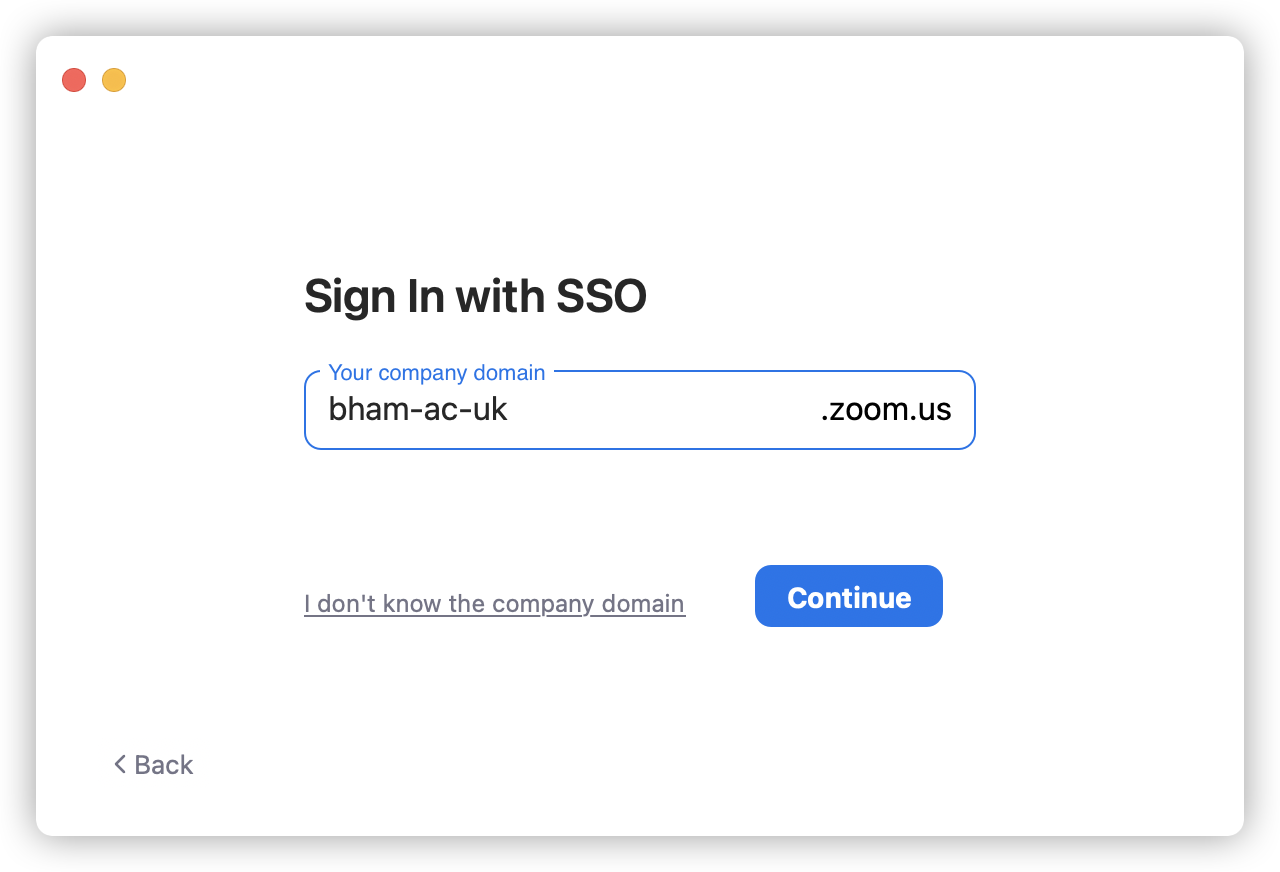 Sign In with SSO
Your company domain
bham-ac-uk .zoom.us
I don't know the company domain
Continue
Back